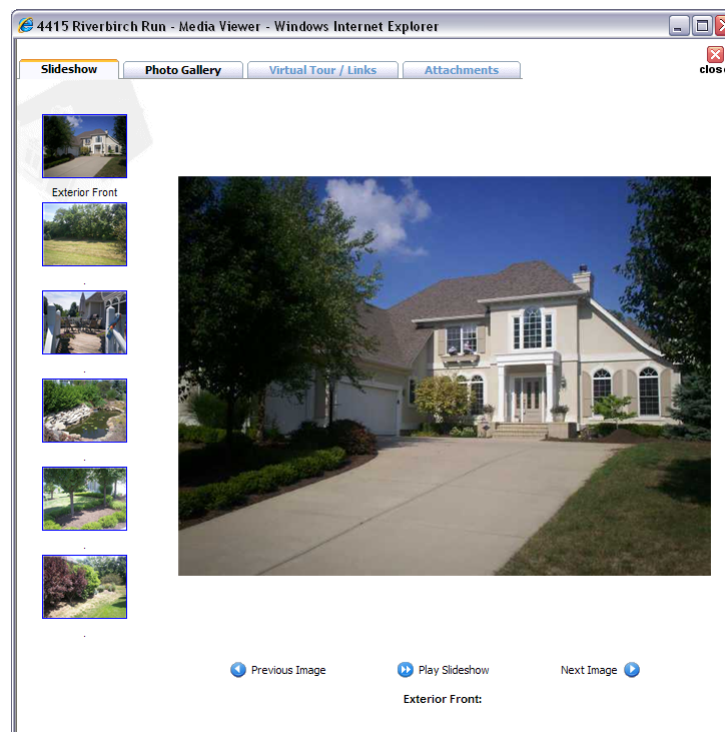 4415 Riverbirch Run - Media Viewer - Windows Internet Explorer
Slideshow
Photo Gallery
Virtual Tour / Links
Attachments
Exterior Front
.
.
.
.
.
Previous Image
Play Slideshow
Next Image
Exterior Front: